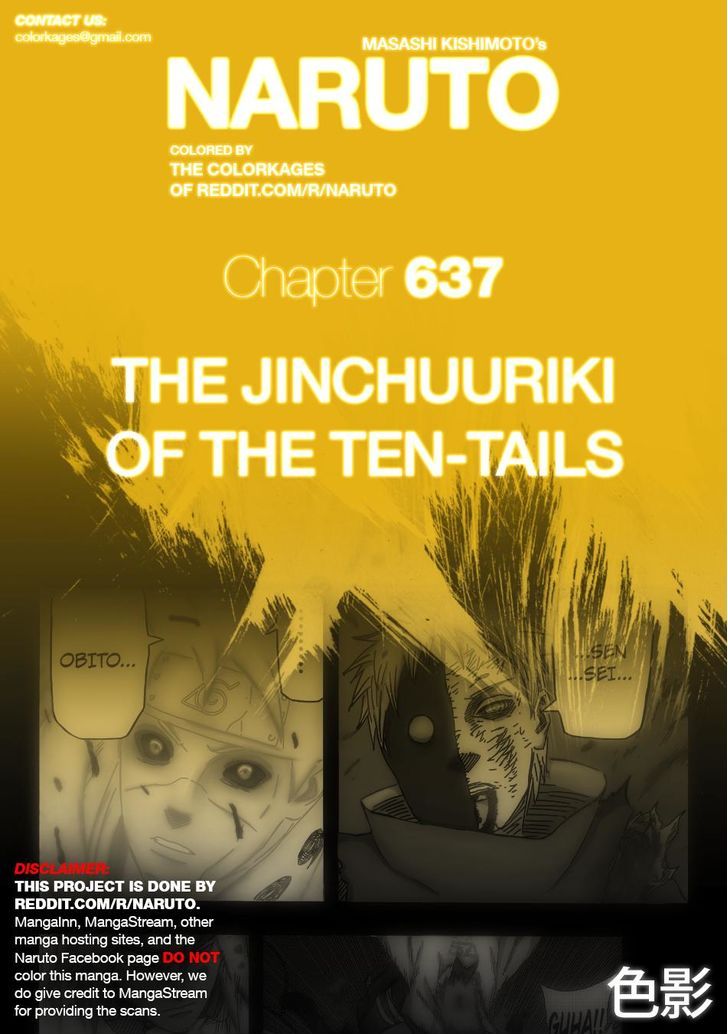 CONTACT US:
colorkages@gmail.com
MASASHI KISHIMOTO's
NARUTO
COLORED BY
THE COLORKAGES
OF REDDIT.COM/R/NARUTO
Chapter 637
THE JINCHUURIKI
OF THE TEN-TAILS
OBITO...
...SEN
SEI...
DISCLAIMER:
THIS PROJECT IS DONE BY
REDDIT.COM/R/NARUTO.
MangaInn, MangaStream, other
manga hosting sites, and the
Naruto Facebook page DO NOT
color this manga. However, we
do give credit to MangaStream
for providing the scans.
色影